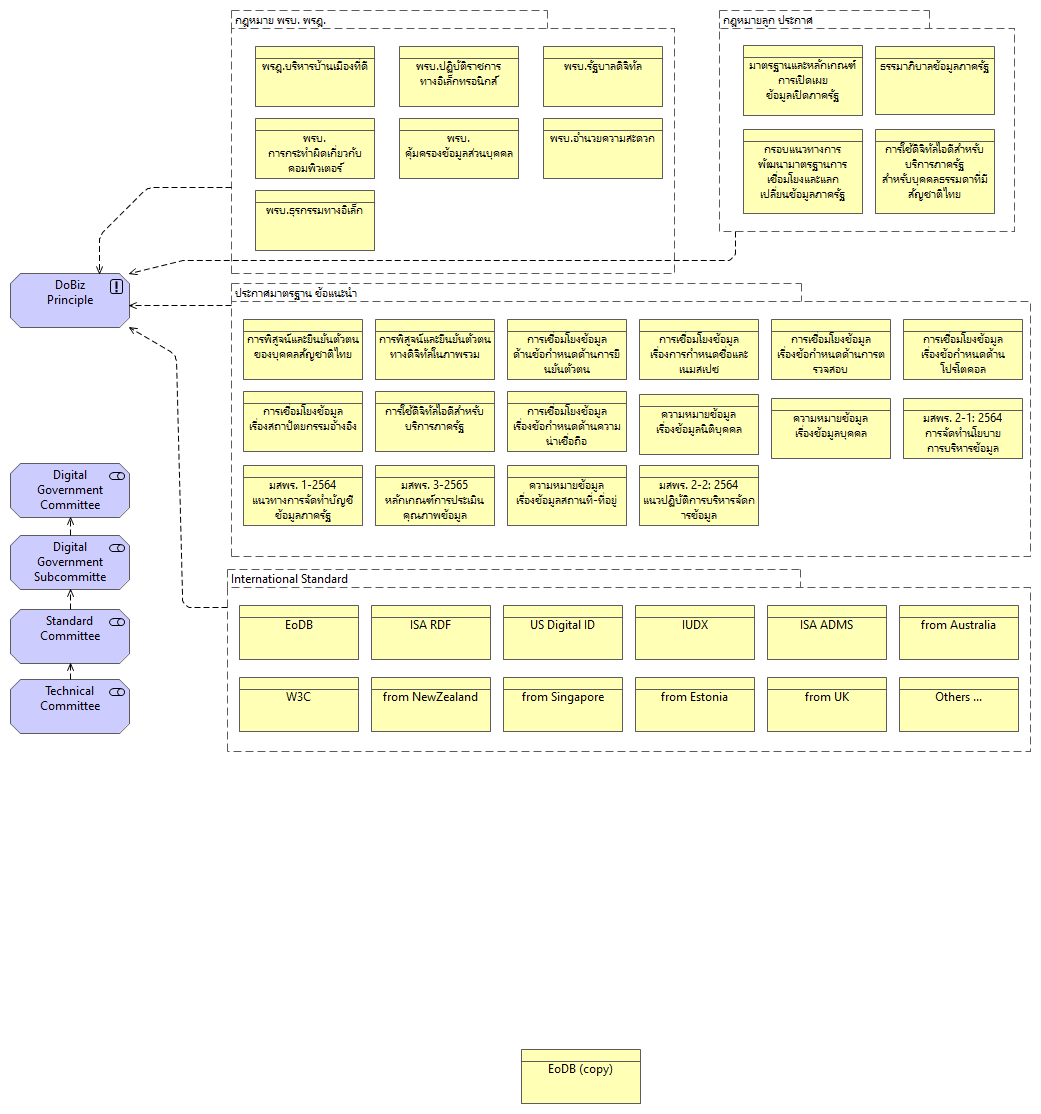 กฎหมาย พรบ. พรฎ.
พรฎ.บริหารบ้านเมืองที่ดี
พรบ.ปฏิบัติราชการ
ทางอิเล็กทรอนิกส์
พรบ.รัฐบาลดิจิทัล
พรบ.
การกระทำผิดเกี่ยวกับ
คอมพิวเตอร์
พรบ.
คุ้มครองข้อมูลส่วนบุคคล
พรบ.อำนวยความสะดวก
พรบ.ธุรกรรมทางอิเล็ก
กฎหมายลูก ประกาศ
มาตรฐานและหลักเกณฑ์
การเปิดเผย
ข้อมูลเปิดภาครัฐ
ธรรมาภิบาลข้อมูลภาครัฐ
กรอบแนวทางการ
พัฒนามาตรฐานการ
เชื่อมโยงและแลก
เปลี่ยนข้อมูลภาครัฐ
การใช้ดิจิทัลไอดีสำหรับ
บริการภาครัฐ
สำหรับบุคคลธรรมดาที่มี
สัญชาติไทย
DoBiz
Principle
ประกาศมาตรฐาน ข้อแนะนำ
การพิสูจน์และยืนยันตัวตน
ของบุคคลสัญชาติไทย
การพิสูจน์และยืนยันตัวตน
ทางดิจิทัลในภาพรวม
การเชื่อมโยงข้อมูล
ด้านข้อกำหนดด้านการยื
นยันตัวตน
การเชื่อมโยงข้อมูล
เรื่องการกำหนดชื่อและ
เนมสเปซ
การเชื่อมโยงข้อมูล
เรื่องข้อกำหนดด้านการต
รวจสอบ
การเชื่อมโยงข้อมูล
เรื่องข้อกำหนดด้าน
โปรโตคอล
การเชื่อมโยงข้อมูล
เรื่องสถาปัตยกรรมอ้างอิง
การใช้ดิจิทัลไอดีสำหรับ
บริการภาครัฐ
การเชื่อมโยงข้อมูล
เรื่องข้อกำหนดด้านความ
น่าเชื่อถือ
ความหมายข้อมูล
เรื่องข้อมูลนิติบุคคล
ความหมายข้อมูล
เรื่องข้อมูลบุคคล
มสพร. 2-1: 2564
การจัดทำนโยบาย
การบริหารข้อมูล
มสพร. 1-2564
แนวทางการจัดทำบัญชี
ข้อมูลภาครัฐ
มสพร. 3-2565
หลักเกณฑ์การประเมิน
คุณภาพข้อมูล
ความหมายข้อมูล
เรื่องข้อมูลสถานที่-ที่อยู่
มสพร. 2-2: 2564
แนวปฏิบัติการบริหารจัดก
ารข้อมูล
Digital
Government
Committee
Digital
Government
Subcommitte
Standard
Committee
Technical
Committee
International Standard
EoDB
ISA RDF
US Digital ID
IUDX
ISA ADMS
from Australia
W3C
from NewZealand
from Singapore
from Estonia
from UK
Others ...
EoDB (copy)